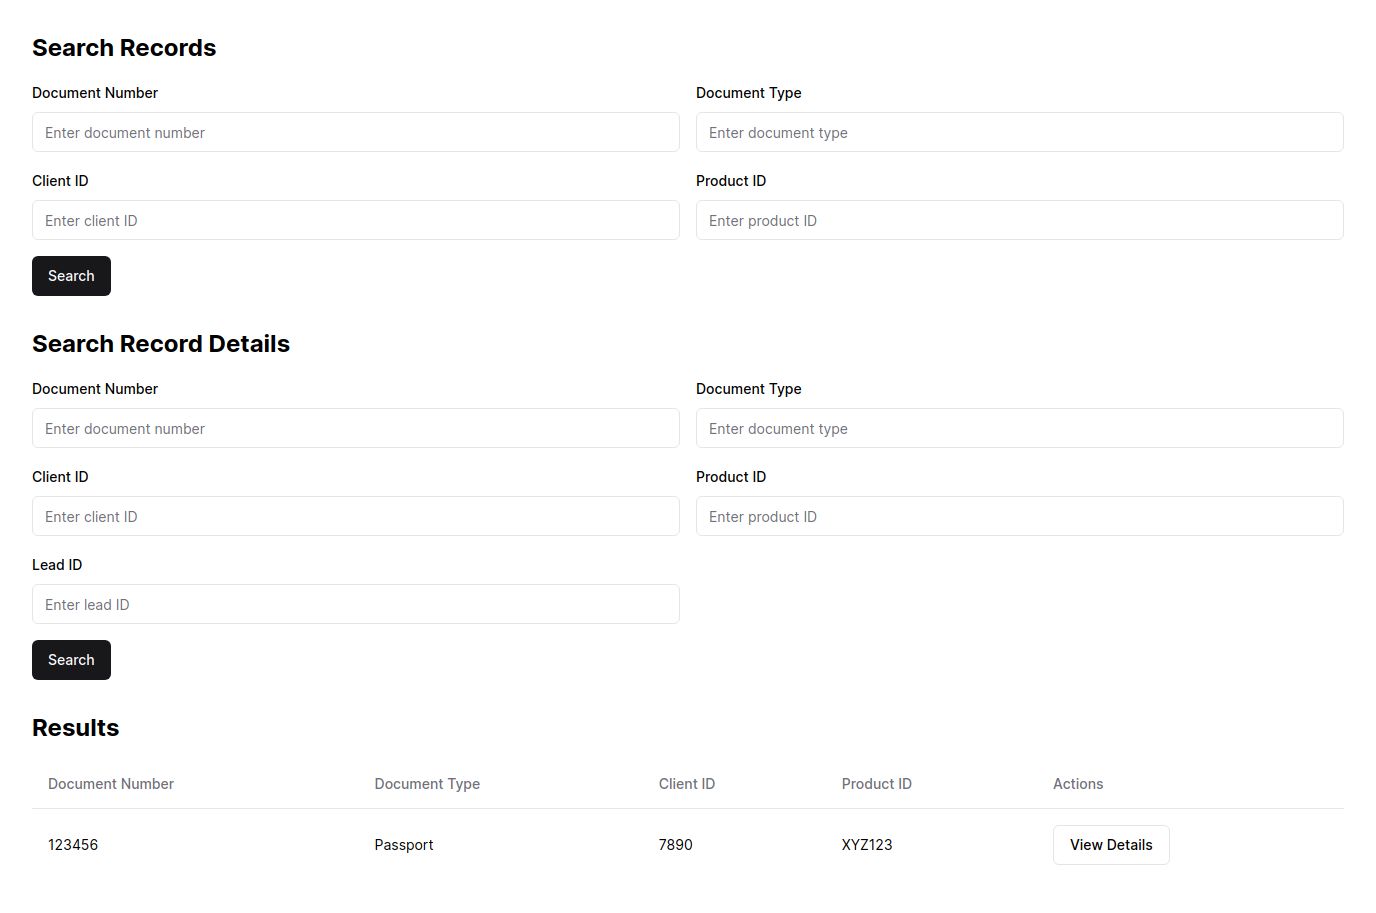 Search Records
Document Number Document Type
Enter document number Enter document type
Client ID Product ID
Enter client ID Enter product ID
Search
Search Record Details
Document Number Document Type
Enter document number Enter document type
Client ID Product ID
Enter client ID Enter product ID
Lead ID
Enter lead ID
Search
Results
Document Number Document Type Client ID Product ID Actions
123456 Passport 7890 XYZ123 View Details